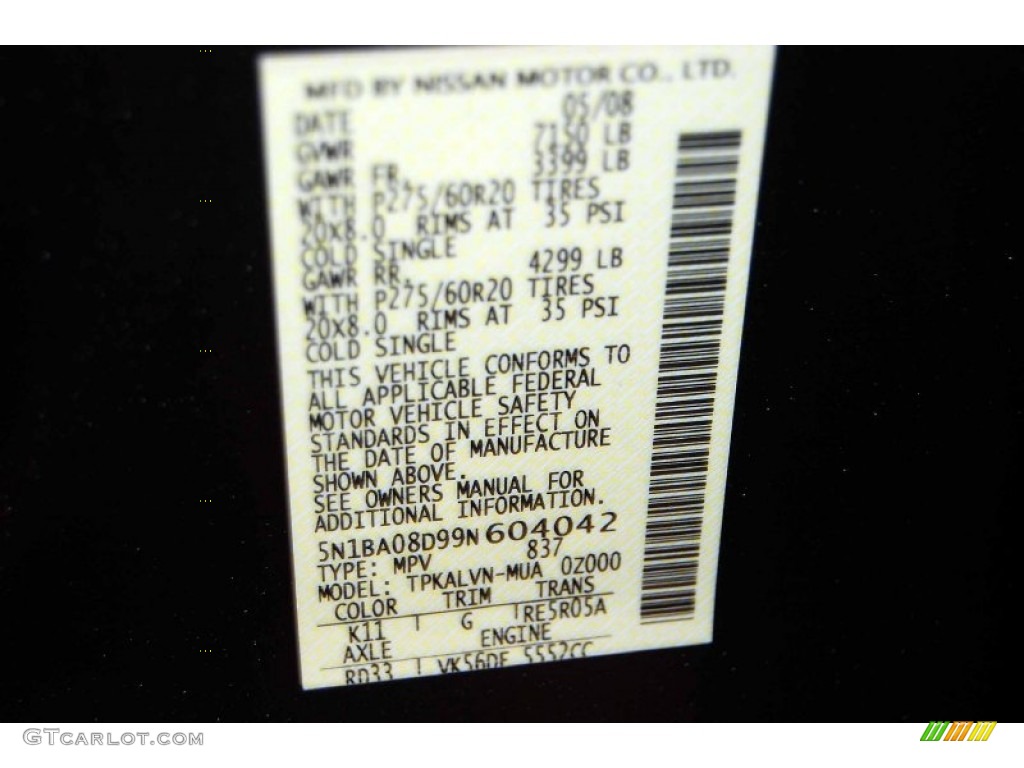 MFD BY NISSAN MOTOR CO., LTD.
DATE 05/08
GVWR 7150 LB
GAWR FR. 3399 LB
WITH P275/60R20 TIRES
20X8.0 RIMS AT 35 PSI
COLD SINGLE
GAWR RR. 4299 LB
WITH P275/60R20 TIRES
20X8.0 RIMS AT 35 PSI
COLD SINGLE
THIS VEHICLE CONFORMS TO
ALL APPLICABLE FEDERAL
MOTOR VEHICLE SAFETY
STANDARDS IN EFFECT ON
THE DATE OF MANUFACTURE
SHOWN ABOVE.
SEE OWNERS MANUAL FOR
ADDITIONAL INFORMATION.
5N1BA08D99N604042
TYPE: MPV 837
MODEL: TPKALVN-MUA 0Z000
COLOR TRIM TRANS
K11 G RE5R05A
AXLE ENGINE
RD33 VK56DE 5552CC
GTCARLOT.COM